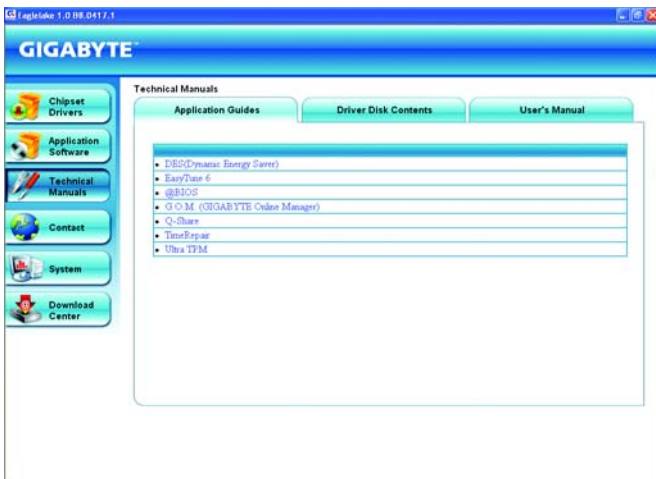 Eaglelake 1.0 B8.0417.1
GIGABYTE™
Chipset
Drivers
Application
Software
Technical
Manuals
Contact
System
Download
Center
Technical Manuals
Application Guides
Driver Disk Contents
User's Manual
DES(Dynamic Energy Saver)
EasyTune 6
@BIOS
G.O.M. (GIGABYTE Online Manager)
Q-Share
TimeRepair
Ultra TPM